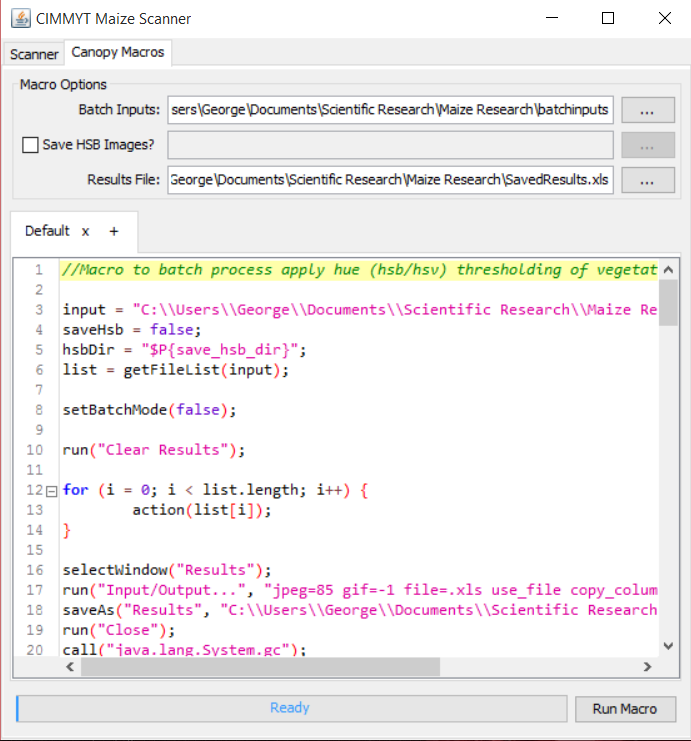 CIMMYT Maize Scanner
Scanner Canopy Macros
Macro Options
Batch Inputs: sers\George\Documents\Scientific Research\Maize Research\batchinputs ...
Save HSB Images? ...
Results File: George\Documents\Scientific Research\Maize Research\SavedResults.xls ...
Default x +
1 //Macro to batch process apply hue (hsb/hsv) thresholding of vegetat
2
3 input = "C:\\Users\\George\\Documents\\Scientific Research\\Maize Re
4 saveHsb = false;
5 hsbDir = "$P{save_hsb_dir}";
6 list = getFileList(input);
7
8 setBatchMode(false);
9
10 run("Clear Results");
11
12 for (i = 0; i < list.length; i++) {
13 action(list[i]);
14 }
15
16 selectWindow("Results");
17 run("Input/Output...", "jpeg=85 gif=-1 file=.xls use_file copy_colum
18 saveAs("Results", "C:\\Users\\George\\Documents\\Scientific Research
19 run("Close");
20 call("java.lang.System.gc");
Ready Run Macro